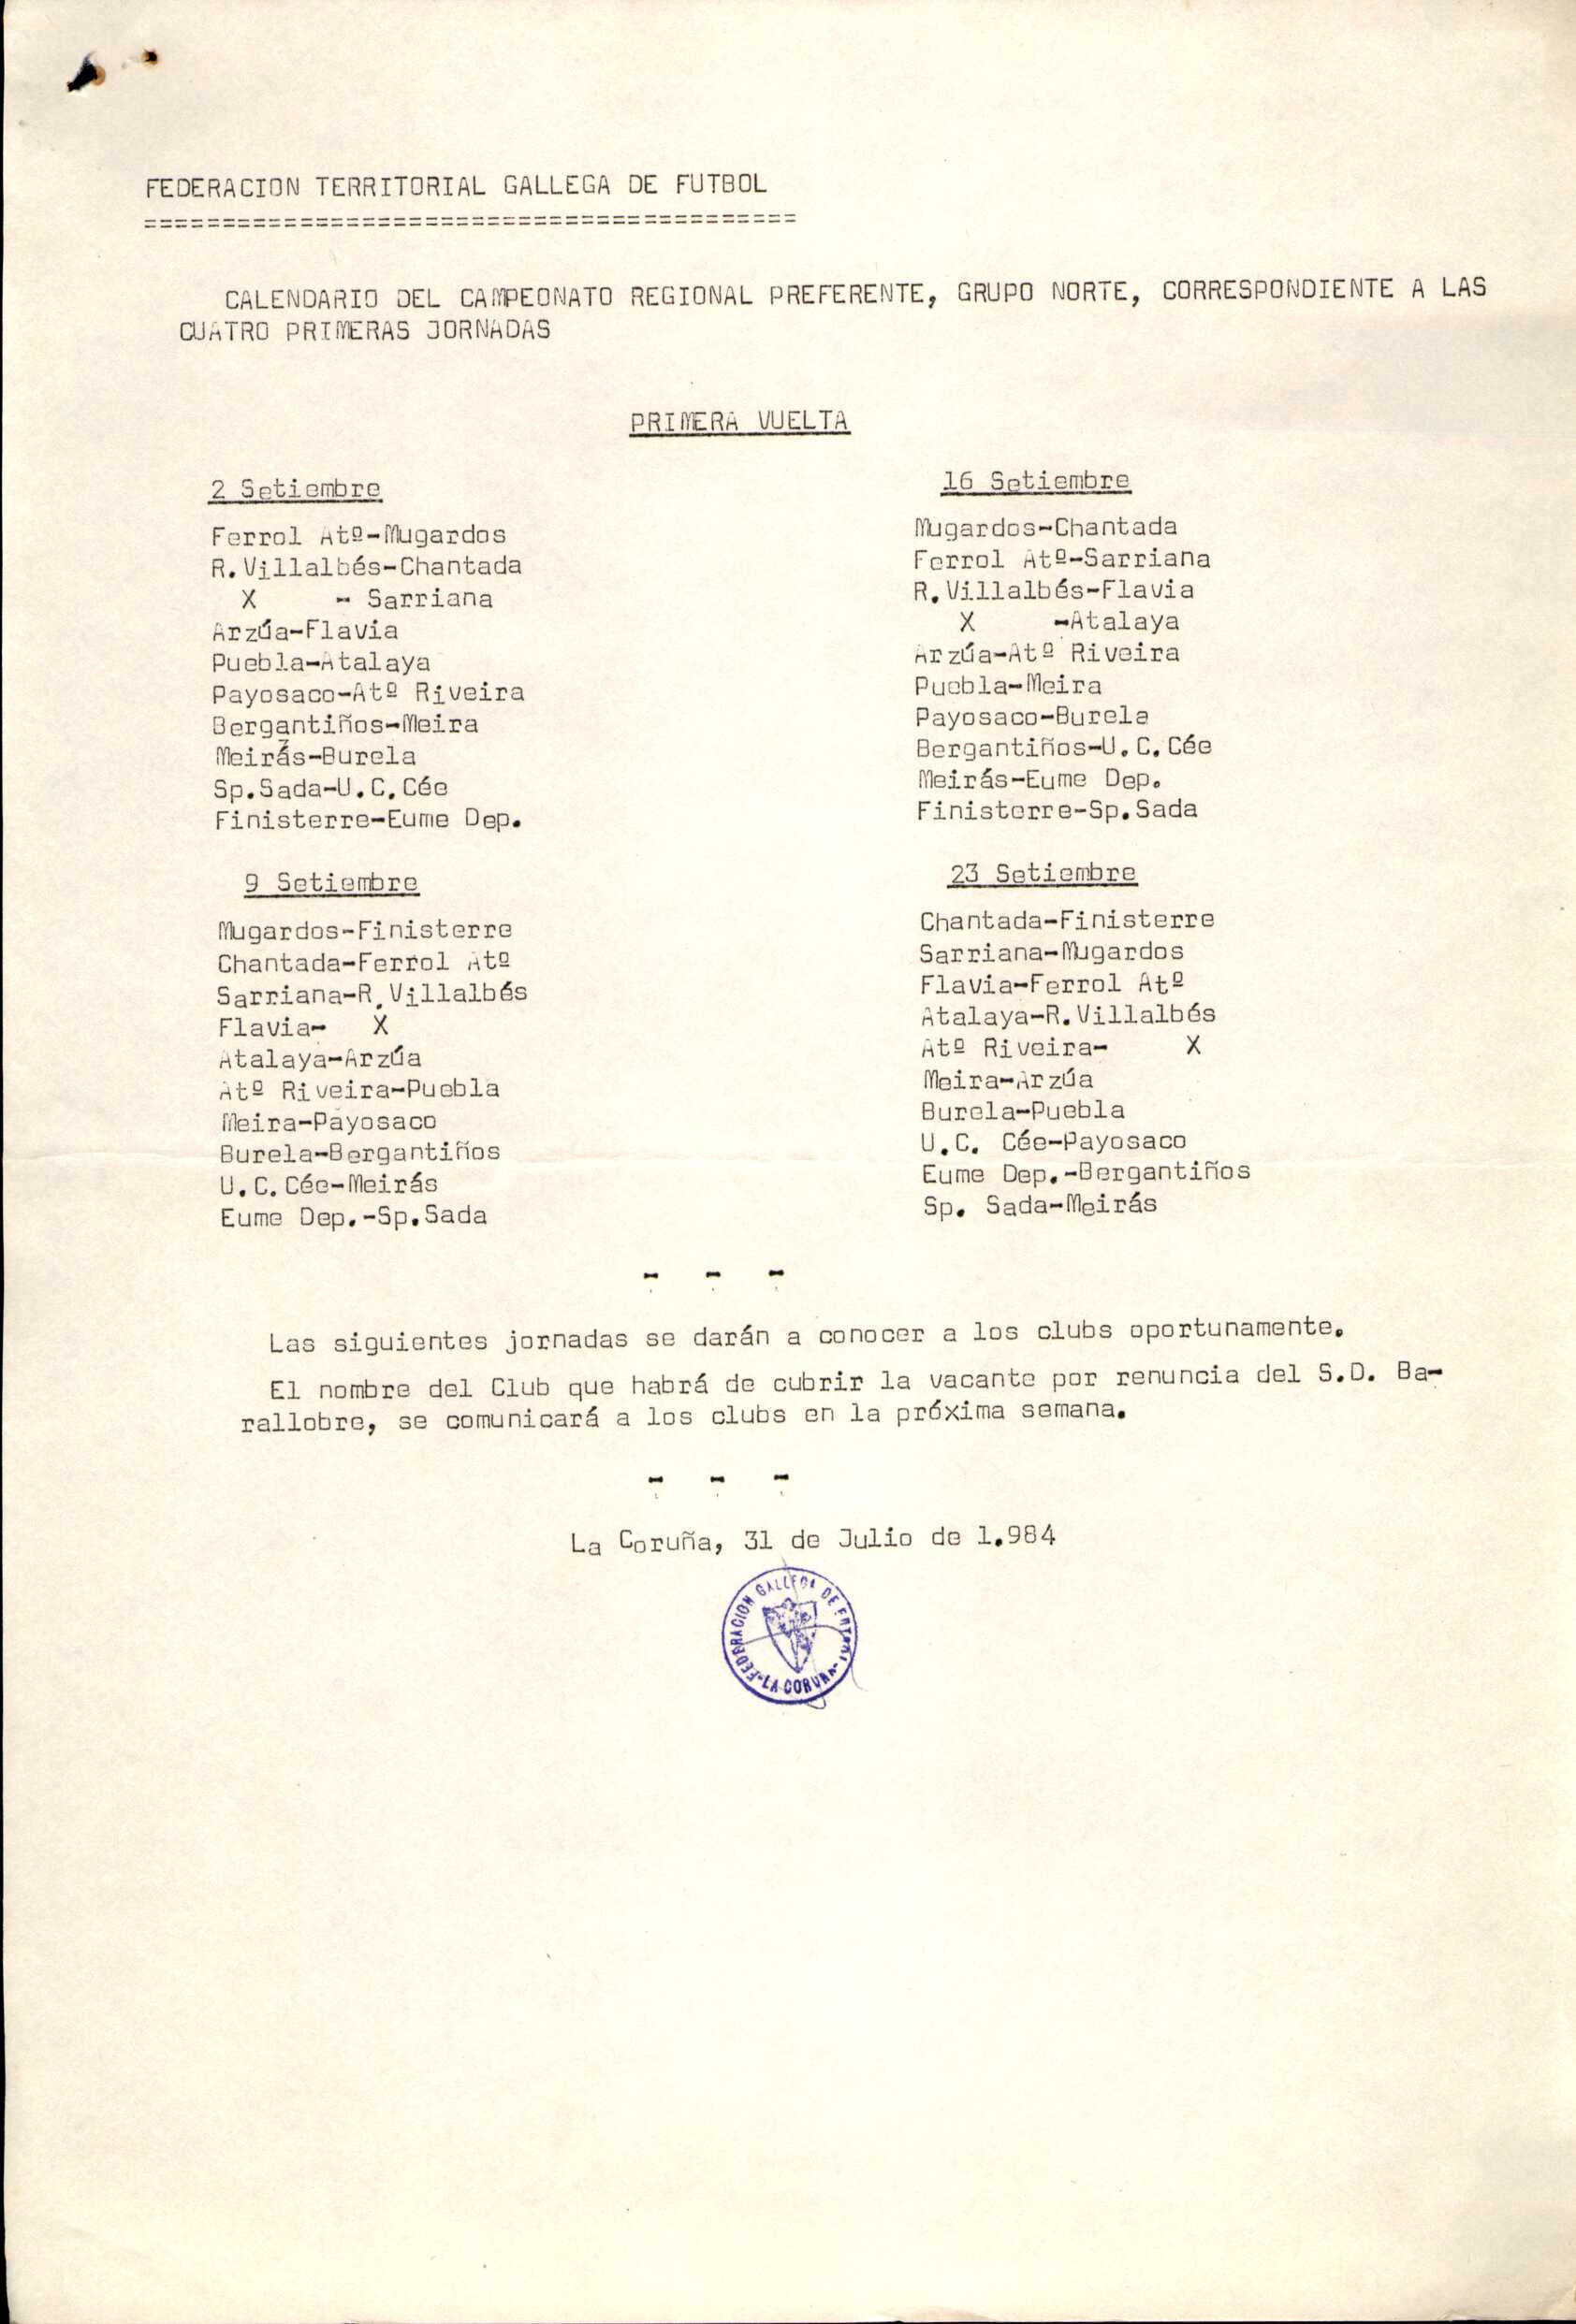 FEDERACION TERRITORIAL GALLEGA DE FUTBOL
==========================================
CALENDARIO DEL CAMPEONATO REGIONAL PREFERENTE, GRUPO NORTE, CORRESPONDIENTE A LAS
CUATRO PRIMERAS JORNADAS
PRIMERA VUELTA
2 Setiembre
Ferrol Atº-Mugardos
R.Villalbés-Chantada
X - Sarriana
Arzúa-Flavia
Puebla-Atalaya
Payosaco-Atº Riveira
Bergantiños-Meira
Meirás-Burela
Sp.Sada-U.C.Cée
Finisterre-Eume Dep.
9 Setiembre
Mugardos-Finisterre
Chantada-Ferrol Atº
Sarriana-R.Villalbés
Flavia- X
Atalaya-Arzúa
Atº Riveira-Puebla
Meira-Payosaco
Burela-Bergantiños
U.C.Cée-Meirás
Eume Dep.-Sp.Sada
16 Setiembre
Mugardos-Chantada
Ferrol Atº-Sarriana
R.Villalbés-Flavia
X -Atalaya
Arzúa-Atº Riveira
Puebla-Meira
Payosaco-Burela
Bergantiños-U.C.Cée
Meirás-Eume Dep.
Finisterre-Sp.Sada
23 Setiembre
Chantada-Finisterre
Sarriana-Mugardos
Flavia-Ferrol Atº
Atalaya-R.Villalbés
Atº Riveira- X
Meira-Arzúa
Burela-Puebla
U.C. Cée-Payosaco
Eume Dep.-Bergantiños
Sp. Sada-Meirás
- - -
Las siguientes jornadas se darán a conocer a los clubs oportunamente.
El nombre del Club que habrá de cubrir la vacante por renuncia del S.D. Ba-
rallobre, se comunicará a los clubs en la próxima semana.
- - -
La Coruña, 31 de Julio de 1.984
FEDERACION GALLEGA DE FUTBOL
-LA CORUÑA-